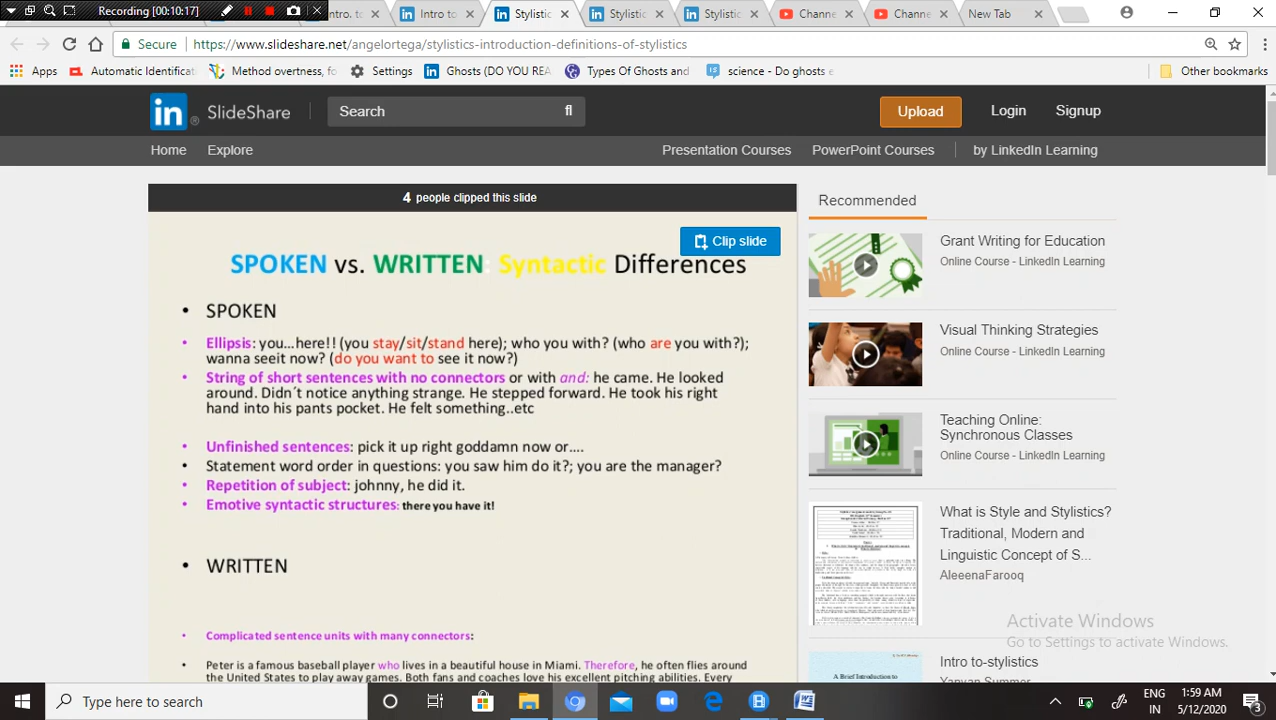 Recording [00:10:17]
ntro. t
Intro to
Stylistic
Stylistic
Stylistic
Channe
Channe
New Tab
Secure
https://www.slideshare.net/angelortega/stylistics-introduction-definitions-of-stylistics
Apps
Automatic Identificat
Method overtness, fo
Settings
Ghosts (DO YOU REA
Types Of Ghosts and
science - Do ghosts e
Other bookmarks
in SlideShare
Search
Upload
Login
Signup
Home
Explore
Presentation Courses
PowerPoint Courses
by LinkedIn Learning
4 people clipped this slide
Clip slide
SPOKEN vs. WRITTEN: Syntactic Differences
• SPOKEN
• Ellipsis: you...here!! (you stay/sit/stand here); who you with? (who are you with?);
wanna seeit now? (do you want to see it now?)
• String of short sentences with no connectors or with and: he came. He looked
around. Didn´t notice anything strange. He stepped forward. He took his right
hand into his pants pocket. He felt something..etc
• Unfinished sentences: pick it up right goddamn now or....
• Statement word order in questions: you saw him do it?; you are the manager?
• Repetition of subject: johnny, he did it.
• Emotive syntactic structures: there you have it!
• WRITTEN
• Complicated sentence units with many connectors:
• Peter is a famous baseball player who lives in a beautiful house in Miami. Therefore, he often flies around
the United States to play away games. Both fans and coaches love his excellent pitching abilities. Every
Recommended
Grant Writing for Education
Online Course - LinkedIn Learning
Visual Thinking Strategies
Online Course - LinkedIn Learning
Teaching Online:
Synchronous Classes
Online Course - LinkedIn Learning
What is Style and Stylistics?
Traditional, Modern and
Linguistic Concept of S...
AleeenaFarooq
Intro to-stylistics
Yanyan Summer
A Brief Introduction to
Activate Windows
Go to Settings to activate Windows.
Type here to search
ENG
IN
1:59 AM
5/12/2020
3